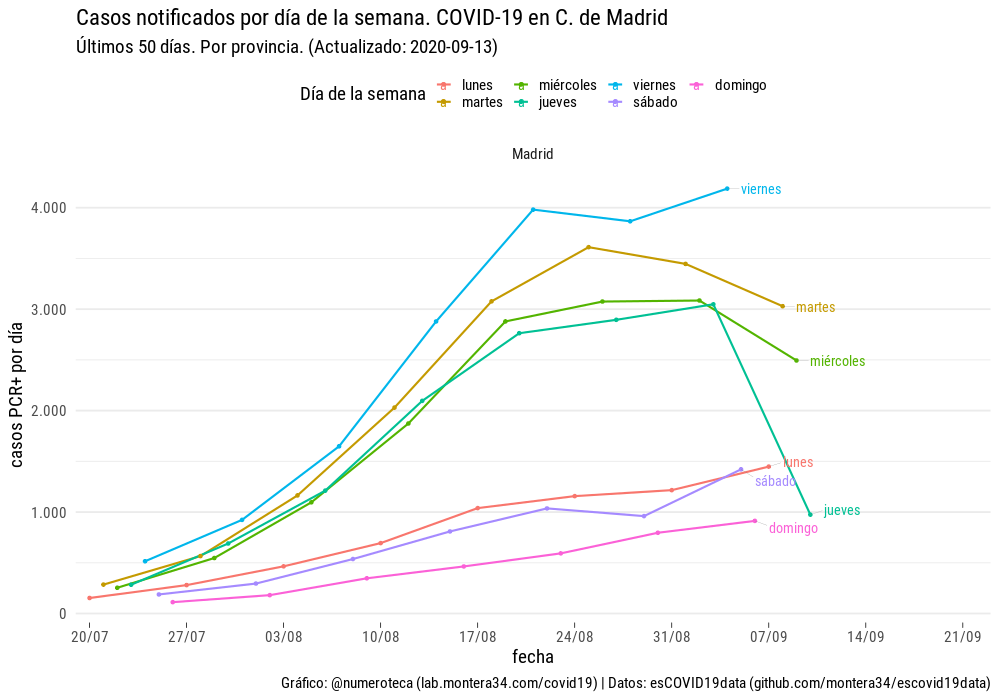 Casos notificados por día de la semana. COVID-19 en C. de Madrid
Últimos 50 días. Por provincia. (Actualizado: 2020-09-13)
Día de la semana
lunes miércoles viernes domingo
martes jueves sábado
Madrid
viernes
4.000
martes
3.000
miércoles
2.000
lunes
sábado
jueves
1.000
domingo
0
casos PCR+ por día
20/07 27/07 03/08 10/08 17/08 24/08 31/08 07/09 14/09 21/09
fecha
Gráfico: @numeroteca (lab.montera34.com/covid19) | Datos: esCOVID19data (github.com/montera34/escovid19data)